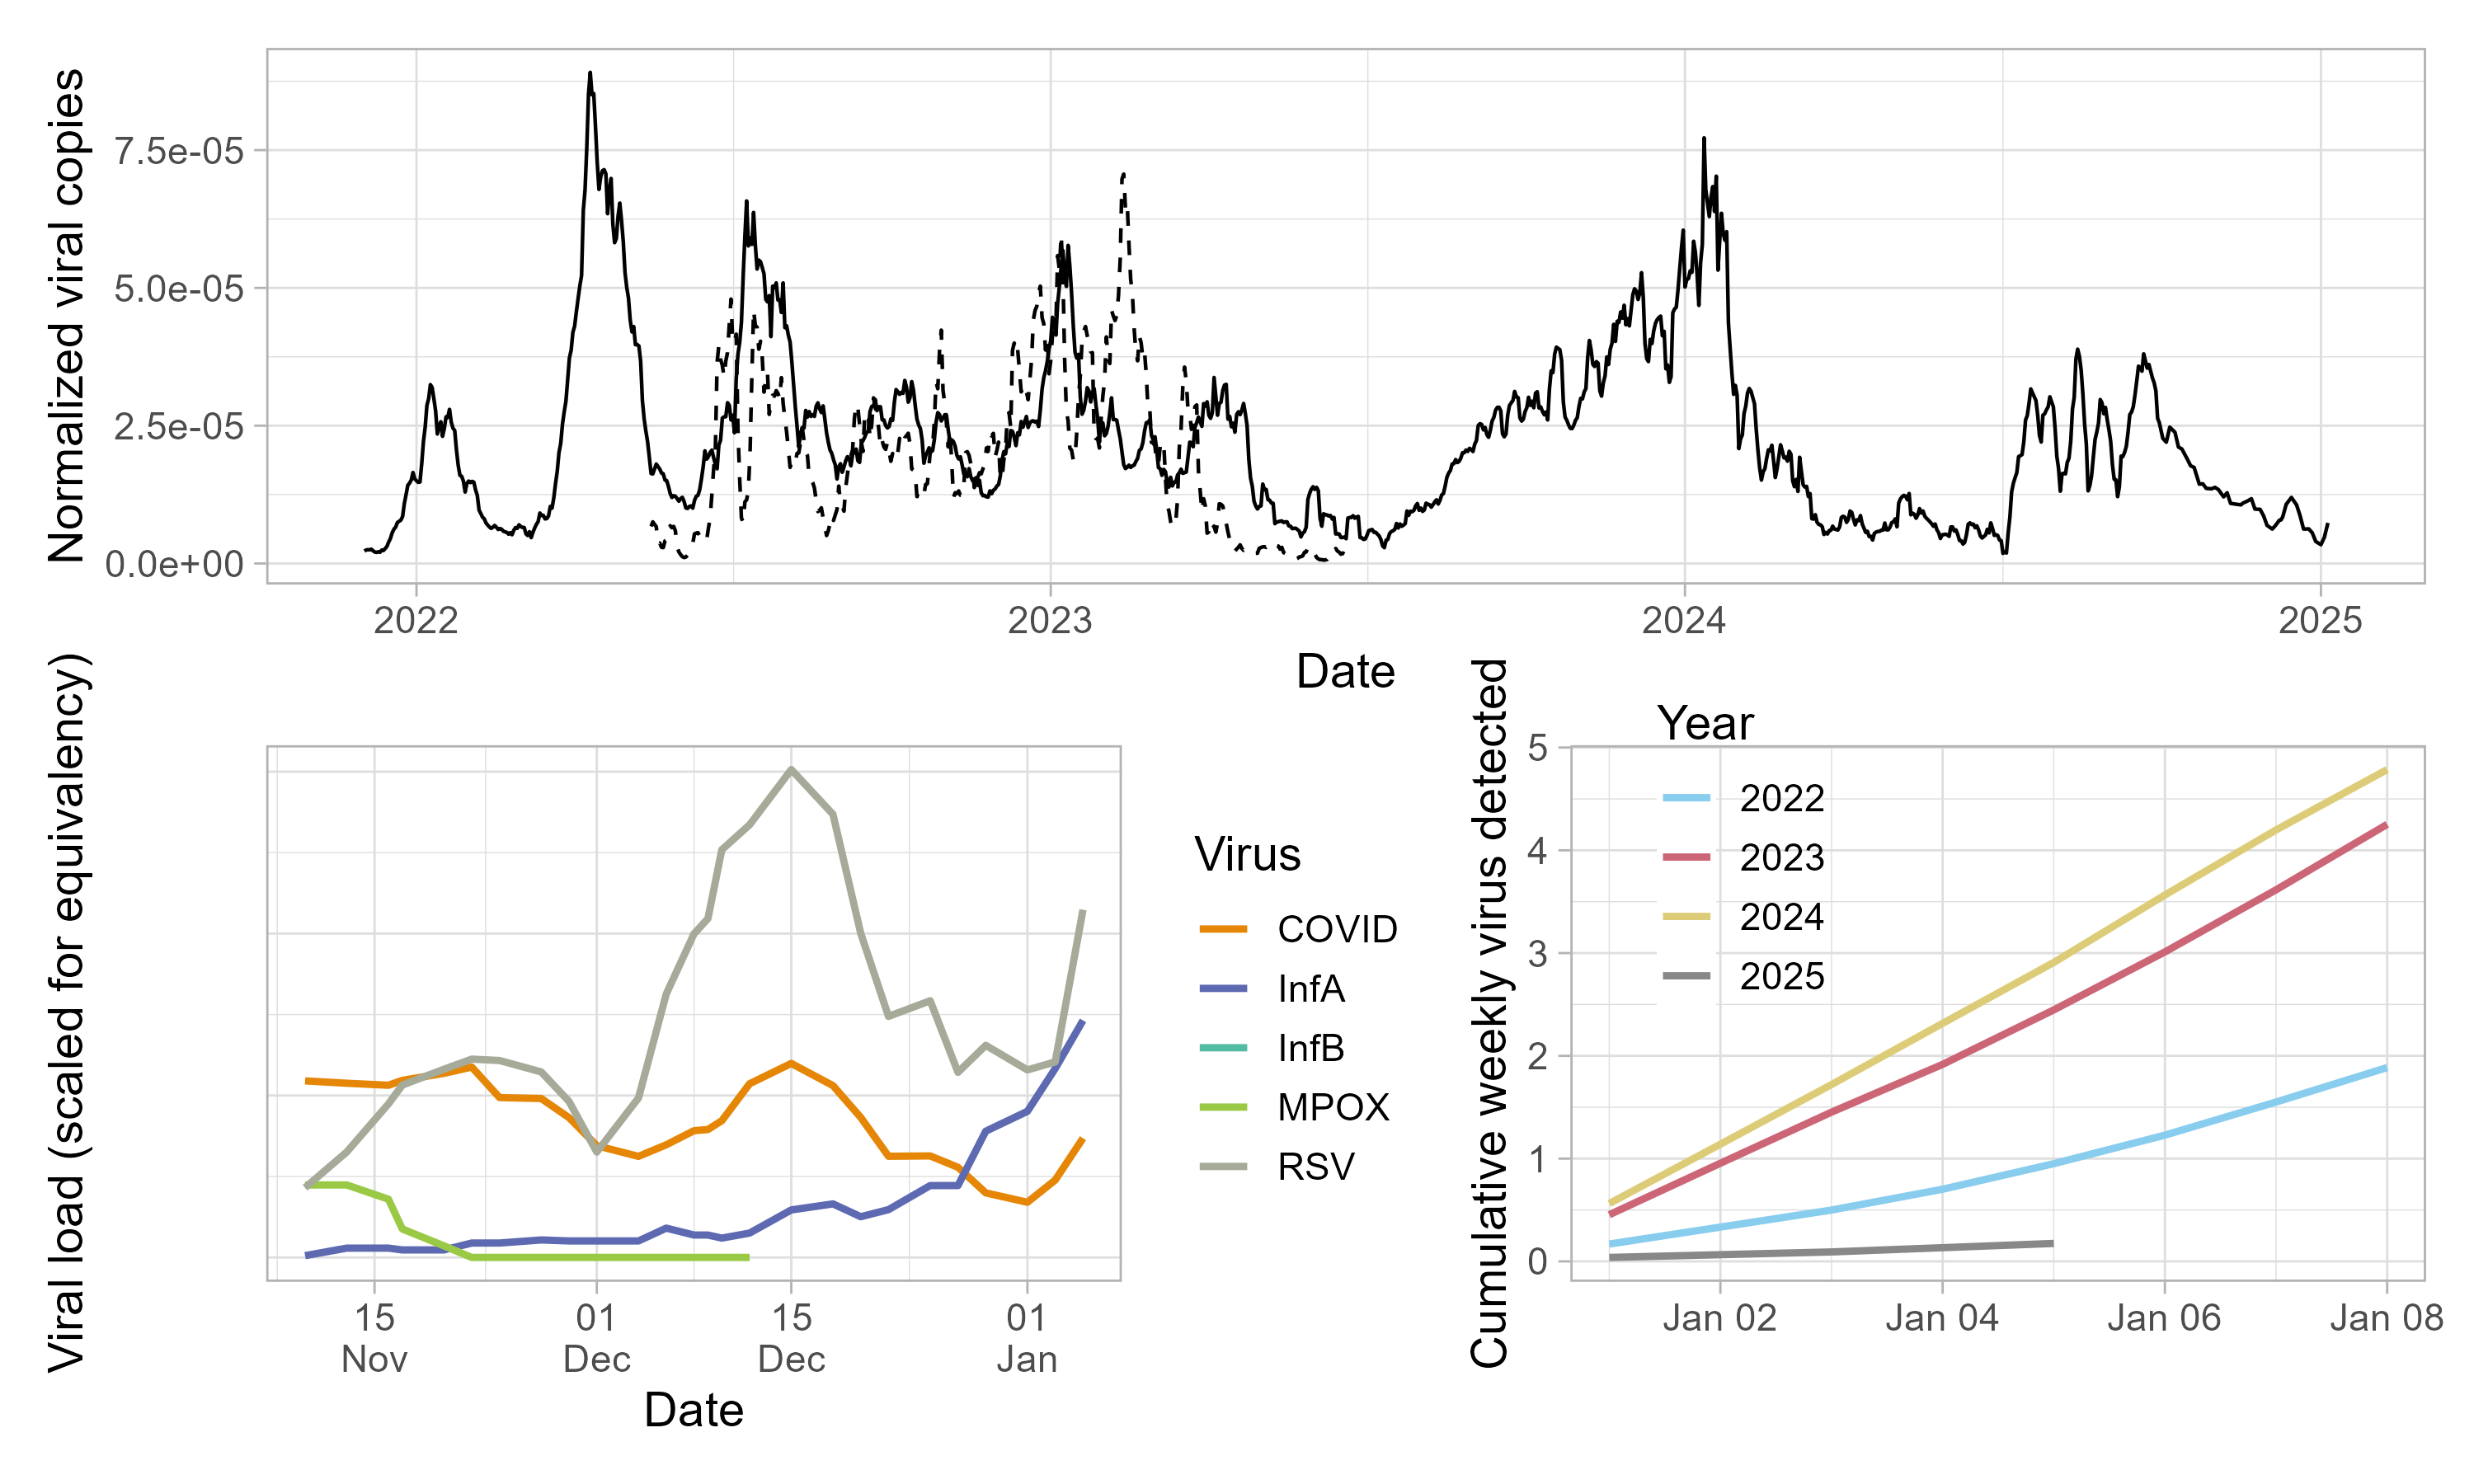 Normalized viral copies
7.5e-05
5.0e-05
2.5e-05
0.0e+00
2022
2023
2024
2025
Date
Viral load (scaled for equivalency)
15
Nov
01
Dec
15
Dec
01
Jan
Date
Virus
COVID
InfA
InfB
MPOX
RSV
Cumulative weekly virus detected
5
4
3
2
1
0
Year
2022
2023
2024
2025
Jan 02
Jan 04
Jan 06
Jan 08